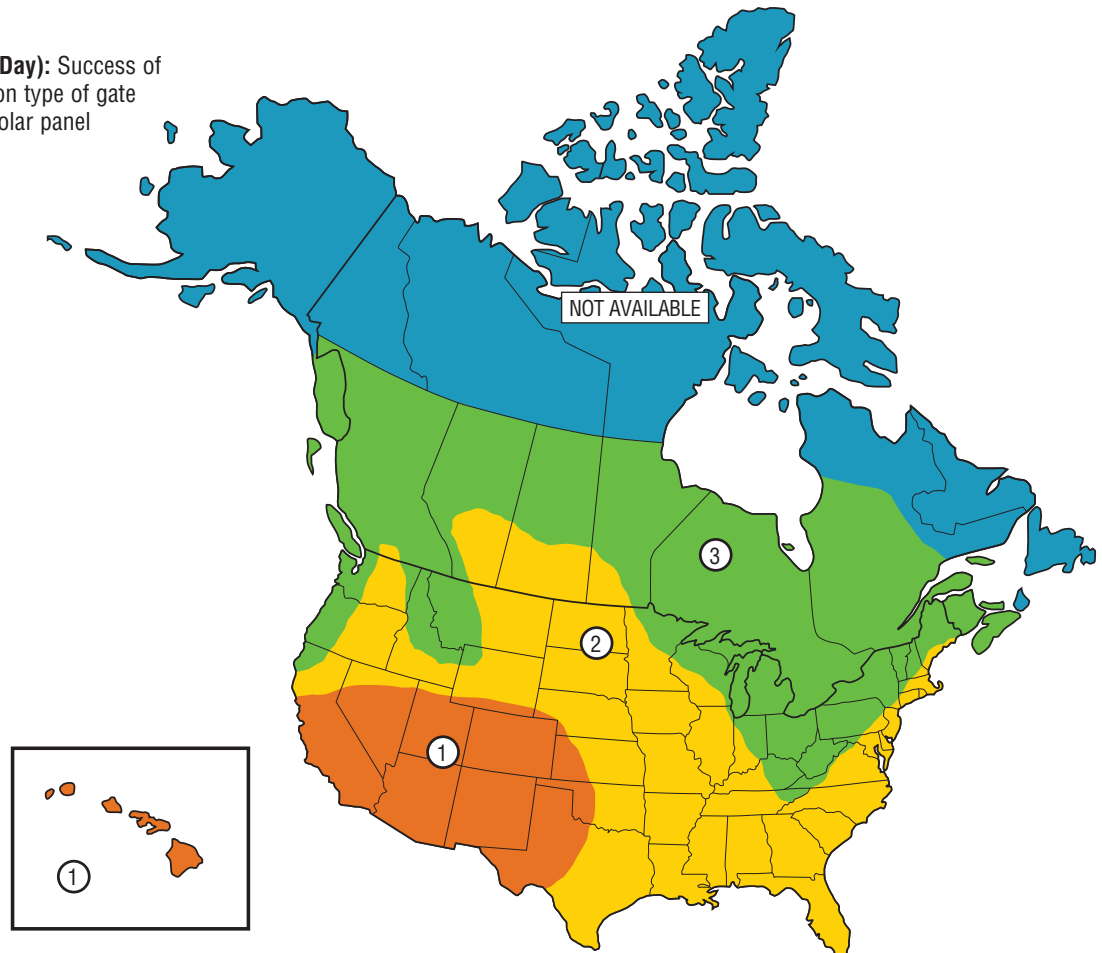 Day): Success of
on type of gate
olar panel
NOT AVAILABLE
3
2
1
1